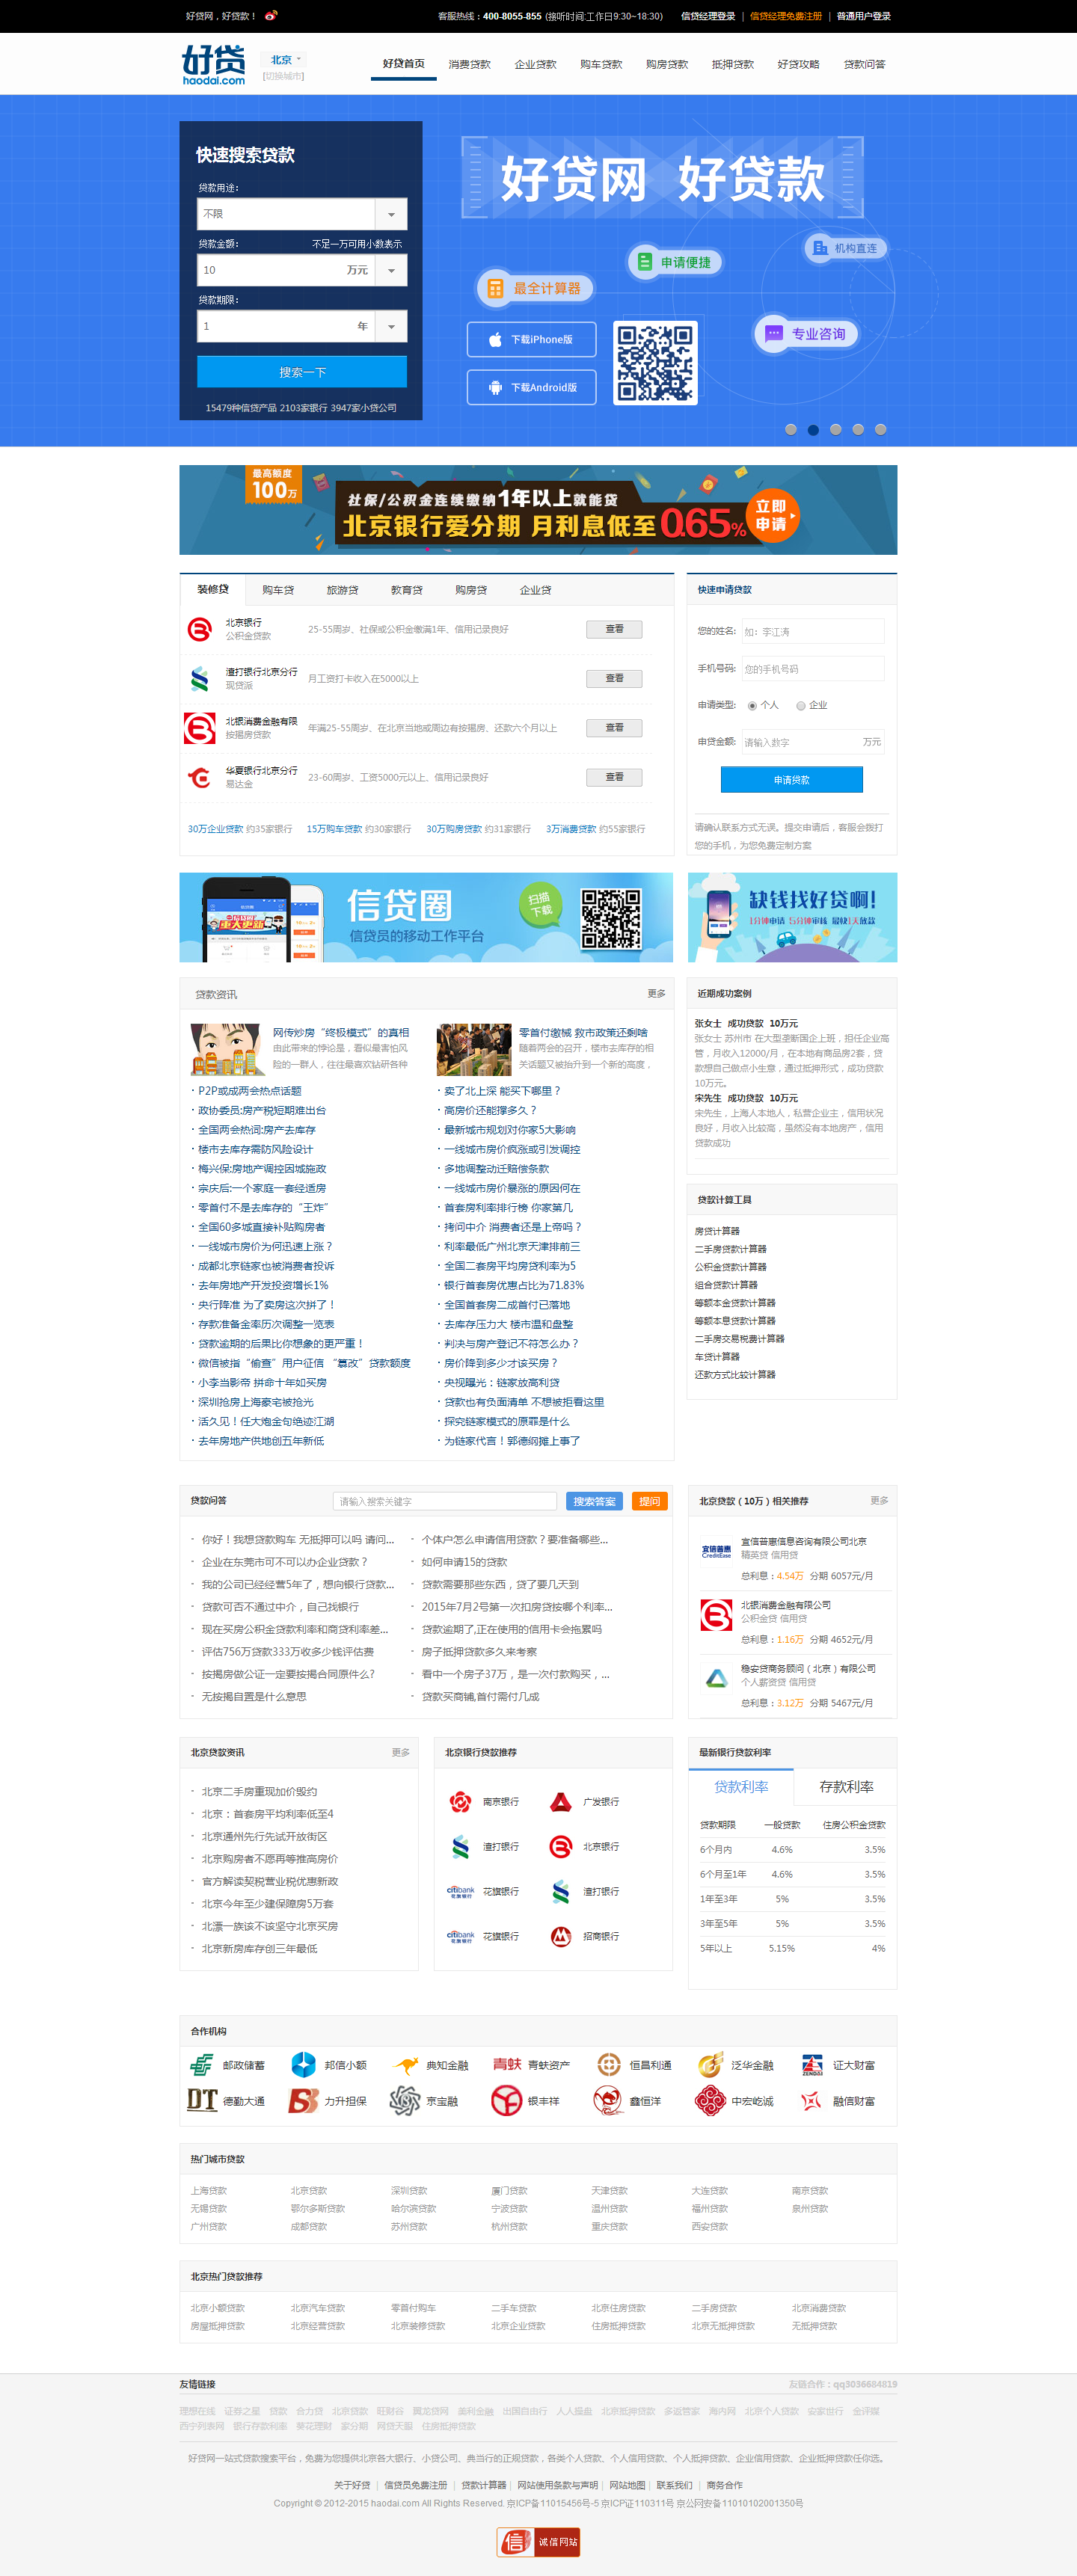 好贷网，好贷款！
客服热线：400-8055-855 (接听时间:工作日9:30~18:30)
信贷经理登录 | 信贷经理免费注册 | 普通用户登录
好贷
haodai.com
北京
[切换城市]
好贷首页 消费贷款 企业贷款 购车贷款 购房贷款 抵押贷款 好贷攻略 贷款问答
快速搜索贷款
贷款用途：
不限
贷款金额： 不足一万可用小数表示
10 万元
贷款期限：
1 年
搜索一下
15479种信贷产品 2103家银行 3947家小贷公司
好贷网 好贷款
机构直连
申请便捷
最全计算器
专业咨询
下载iPhone版
下载Android版
最高额度
100万
社保/公积金连续缴纳1年以上就能贷
北京银行爱分期 月利息低至0.65%
立即
申请
装修贷 购车贷 旅游贷 教育贷 购房贷 企业贷
北京银行
公积金贷款
25-55周岁、社保或公积金缴满1年、信用记录良好
查看
渣打银行北京分行
现贷派
月工资打卡收入在5000以上
查看
北银消费金融有限
按揭房贷款
年满25-55周岁、在北京当地或周边有按揭房、还款六个月以上
查看
华夏银行北京分行
易达金
23-60周岁、工资5000元以上、信用记录良好
查看
30万企业贷款 约35家银行 15万购车贷款 约30家银行 30万购房贷款 约31家银行 3万消费贷款 约55家银行
快速申请贷款
您的姓名: 如：李江涛
手机号码: 您的手机号码
申请类型: 个人 企业
申贷金额: 请输入数字 万元
申请贷款
请确认联系方式无误。提交申请后，客服会拨打
您的手机，为您免费定制方案
信贷圈
信贷员的移动工作平台
扫描
下载
缺钱找好贷啊！
1分钟申请 5分钟审核 最快1天放款
贷款资讯 更多
网传炒房“终极模式”的真相
由此带来的悖论是，看似最害怕风
险的一群人，往往最喜欢钻研各种
零首付缴械 救市政策还剩啥
随着两会的召开，楼市去库存的相
关话题又被抬升到一个新的高度，
· P2P或成两会热点话题
· 政协委员:房产税短期难出台
· 全国两会热词:房产去库存
· 楼市去库存需防风险设计
· 梅兴保:房地产调控因城施政
· 宗庆后:一个家庭一套经适房
· 零首付不是去库存的“王炸”
· 全国60多城直接补贴购房者
· 一线城市房价为何迅速上涨？
· 成都北京链家也被消费者投诉
· 去年房地产开发投资增长1%
· 央行降准 为了卖房这次拼了！
· 存款准备金率历次调整一览表
· 贷款逾期的后果比你想象的更严重！
· 微信被指“偷查”用户征信 “篡改”贷款额度
· 小李当影帝 拼命十年如买房
· 深圳抢房上海豪宅被抢光
· 活久见！任大炮金句绝迹江湖
· 去年房地产供地创五年新低
· 卖了北上深 能买下哪里？
· 高房价还能撑多久？
· 最新城市规划对你家5大影响
· 一线城市房价疯涨或引发调控
· 多地调整动迁赔偿条款
· 一线城市房价暴涨的原因何在
· 首套房利率排行榜 你家第几
· 拷问中介 消费者还是上帝吗？
· 利率最低广州北京天津排前三
· 全国二套房平均房贷利率为5
· 银行首套房优惠占比为71.83%
· 全国首套房二成首付已落地
· 去库存压力大 楼市温和盘整
· 判决与房产登记不符怎么办？
· 房价降到多少才该买房？
· 央视曝光：链家放高利贷
· 贷款也有负面清单 不想被拒看这里
· 探究链家模式的原罪是什么
· 为链家代言！郭德纲摊上事了
近期成功案例
张女士 成功贷款 10万元
张女士 苏州市 在大型垄断国企上班，担任企业高
管，月收入12000/月，在本地有商品房2套，贷
款想自己做点小生意，通过抵押形式，成功贷款
10万元。
宋先生 成功贷款 10万元
宋先生，上海人本地人，私营企业主，信用状况
良好，月收入比较高，虽然没有本地房产，信用
贷款成功
贷款计算工具
房贷计算器
二手房贷款计算器
公积金贷款计算器
组合贷款计算器
等额本金贷款计算器
等额本息贷款计算器
二手房交易税费计算器
车贷计算器
还款方式比较计算器
贷款问答 请输入搜索关键字 搜索答案 提问
- 你好！我想贷款购车 无抵押可以吗 请问...
- 企业在东莞市可不可以办企业贷款？
- 我的公司已经经营5年了，想向银行贷款...
- 贷款可否不通过中介，自己找银行
- 现在买房公积金贷款利率和商贷利率差...
- 评估756万贷款333万收多少钱评估费
- 按揭房做公证一定要按揭合同原件么?
- 无按揭自置是什么意思
- 个体户怎么申请信用贷款？要准备哪些...
- 如何申请15的贷款
- 贷款需要那些东西，贷了要几天到
- 2015年7月2号第一次扣房贷按哪个利率...
- 贷款逾期了,正在使用的信用卡会拖累吗
- 房子抵押贷款多久来考察
- 看中一个房子37万，是一次付款购买，...
- 贷款买商铺,首付需付几成
北京贷款（10万）相关推荐 更多
宜信普惠
CreditEase
宜信普惠信息咨询有限公司北京
精英贷 信用贷
总利息：4.54万 分期 6057元/月
北银消费金融有限公司
公积金贷 信用贷
总利息：1.16万 分期 4652元/月
稳安贷商务顾问（北京）有限公司
个人薪资贷 信用贷
总利息：3.12万 分期 5467元/月
北京贷款资讯 更多
- 北京二手房重现加价毁约
- 北京：首套房平均利率低至4
- 北京通州先行先试开放街区
- 北京购房者不愿再等推高房价
- 官方解读契税营业税优惠新政
- 北京今年至少建保障房5万套
- 北漂一族该不该坚守北京买房
- 北京新房库存创三年最低
北京银行贷款推荐
南京银行 广发银行
渣打银行 北京银行
citibank 花旗银行 花旗银行 渣打银行
citibank 花旗银行 花旗银行 招商银行
最新银行贷款利率
贷款利率 存款利率
贷款期限 一般贷款 住房公积金贷款
6个月内 4.6% 3.5%
6个月至1年 4.6% 3.5%
1年至3年 5% 3.5%
3年至5年 5% 3.5%
5年以上 5.15% 4%
合作机构
邮政储蓄 邦信小额 典知金融 青蚨 青蚨资产 恒昌利通 泛华金融 ZENDAI 证大财富
DT 德勤大通 力升担保 京宝融 银丰祥 鑫恒洋 中宏屹诚 融信财富
热门城市贷款
上海贷款 北京贷款 深圳贷款 厦门贷款 天津贷款 大连贷款 南京贷款
无锡贷款 鄂尔多斯贷款 哈尔滨贷款 宁波贷款 温州贷款 福州贷款 泉州贷款
广州贷款 成都贷款 苏州贷款 杭州贷款 重庆贷款 西安贷款
北京热门贷款推荐
北京小额贷款 北京汽车贷款 零首付购车 二手车贷款 北京住房贷款 二手房贷款 北京消费贷款
房屋抵押贷款 北京经营贷款 北京装修贷款 北京企业贷款 住房抵押贷款 北京无抵押贷款 无抵押贷款
友情链接 友链合作：qq3036684819
理想在线 证券之星 贷款 合力贷 北京贷款 旺财谷 翼龙贷网 美利金融 出国自由行 人人操盘 北京抵押贷款 多返管家 海内网 北京个人贷款 安家世行 金评媒
西宁列表网 银行存款利率 葵花理财 家分期 网贷天眼 住房抵押贷款
好贷网一站式贷款搜索平台，免费为您提供北京各大银行、小贷公司、典当行的正规贷款，各类个人贷款、个人信用贷款、个人抵押贷款、企业信用贷款、企业抵押贷款任你选。
关于好贷 | 信贷员免费注册 | 贷款计算器 | 网站使用条款与声明 | 网站地图 | 联系我们 | 商务合作
Copyright © 2012-2015 haodai.com All Rights Reserved. 京ICP备11015456号-5 京ICP证110311号 京公网安备11010102001350号
信 诚信网站